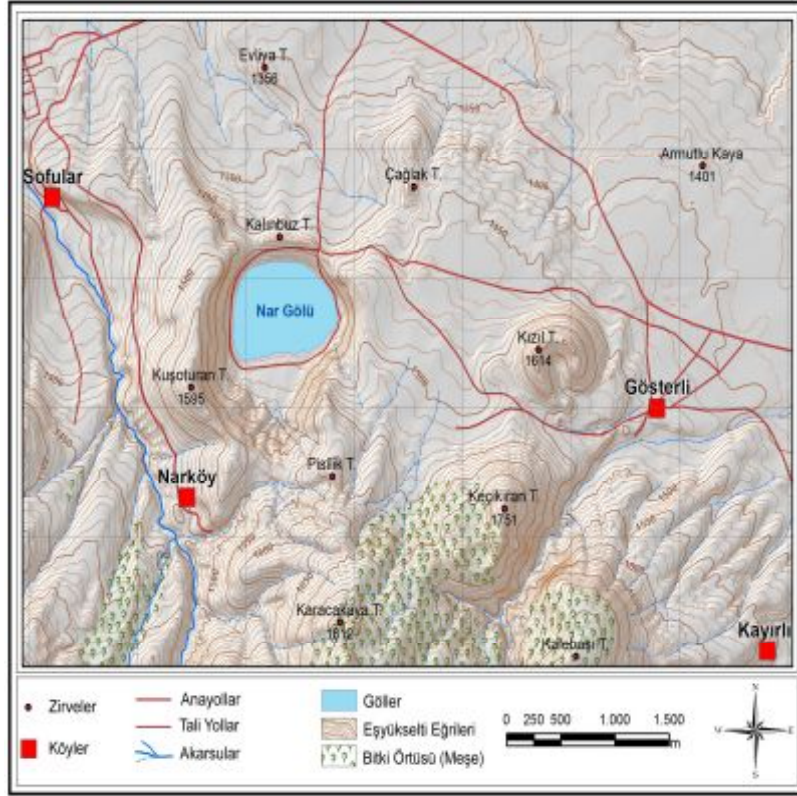 Evliya T.
1356
Armutlu Kaya
1401
Sofular
Çağlak T.
Kalınbuz T.
Nar Gölü
Kızıl T.
1614
Kuşoturan T.
1595
Gösterli
Pislik T.
Narköy
Keçikıran T.
1751
Karacakaya T.
1612
Kalebaşı T.
Kayırlı
Zirveler
Köyler
Anayollar
Tali Yollar
Akarsular
Göller
Eşyükselti Eğrileri
Bitki Örtüsü (Meşe)
0 250 500 1.000 1.500
m
N
W E
S